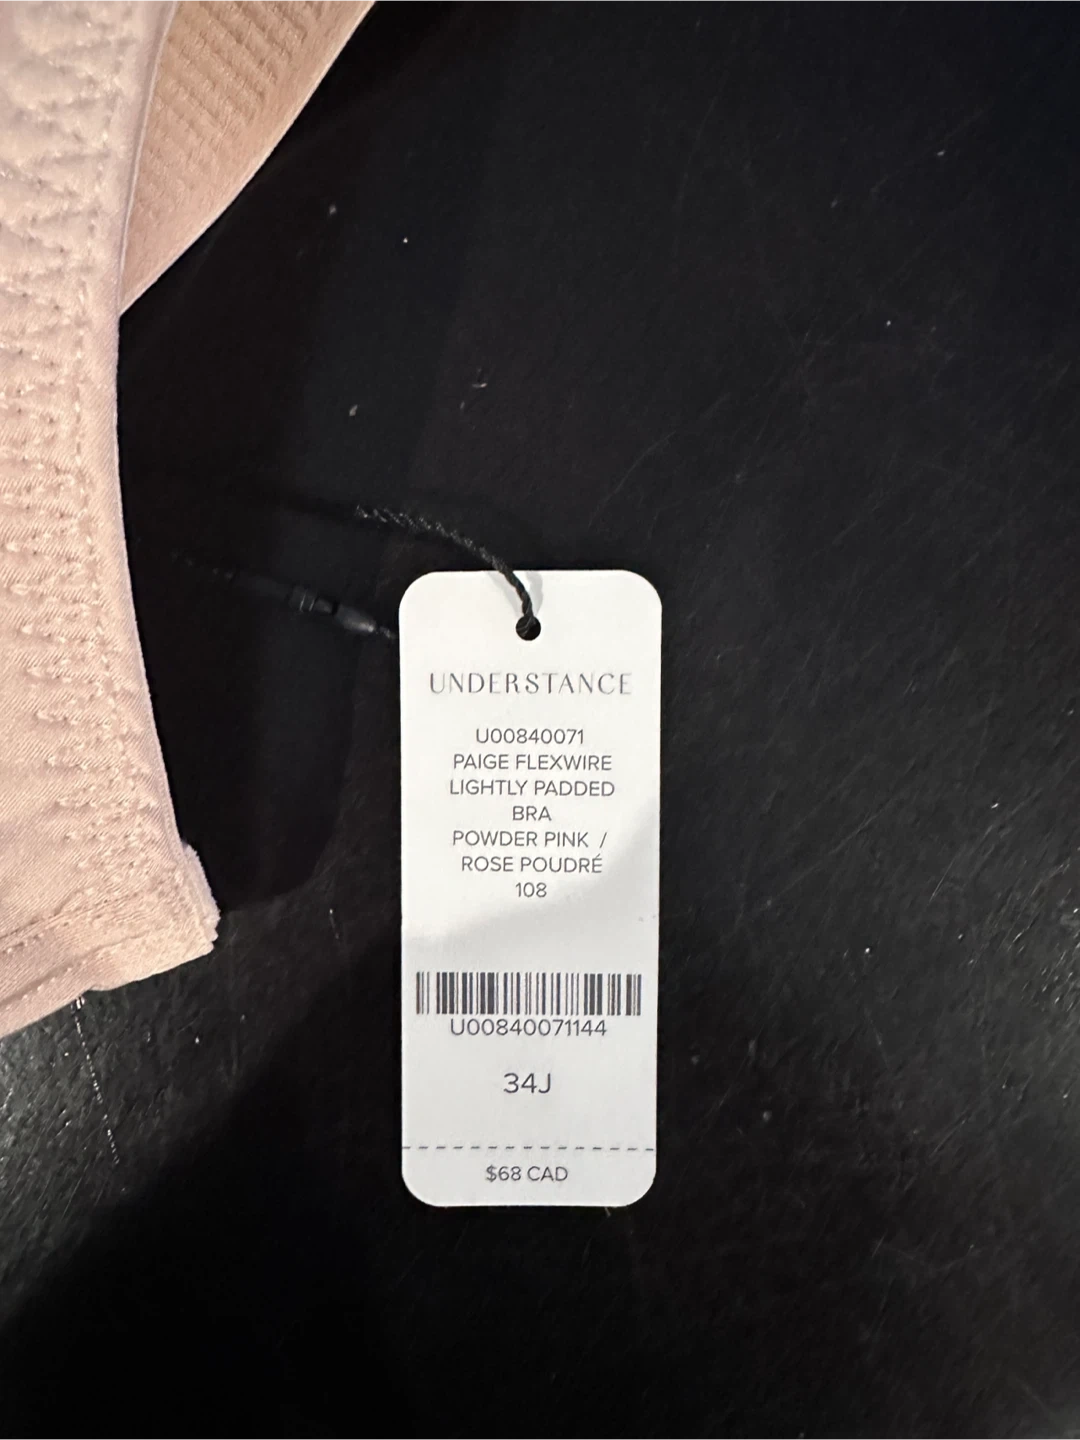 UNDERSTANCE
U00840071
PAIGE FLEXWIRE
LIGHTLY PADDED
BRA
POWDER PINK /
ROSE POUDRÉ
108
U00840071144
34J
$68 CAD